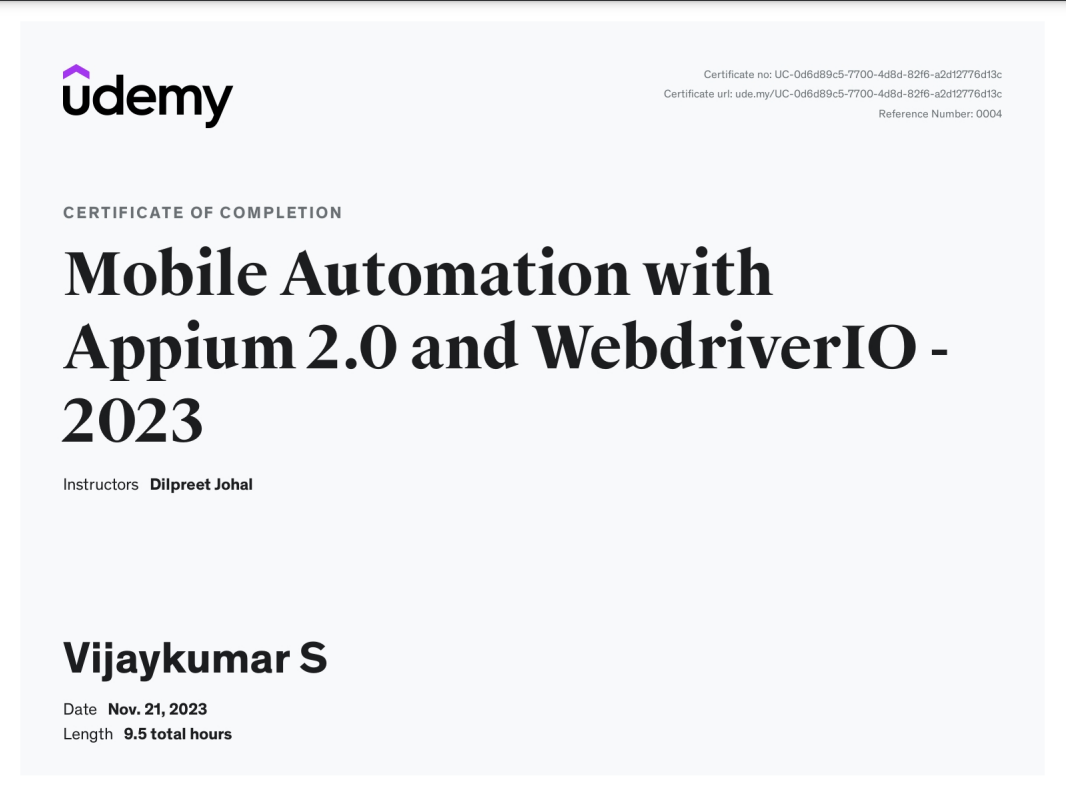 udemy
Certificate no: UC-0d6d89c5-7700-4d8d-82f6-a2d12776d13c
Certificate url: ude.my/UC-0d6d89c5-7700-4d8d-82f6-a2d12776d13c
Reference Number: 0004
CERTIFICATE OF COMPLETION
Mobile Automation with
Appium 2.0 and WebdriverIO -
2023
Instructors Dilpreet Johal
Vijaykumar S
Date Nov. 21, 2023
Length 9.5 total hours